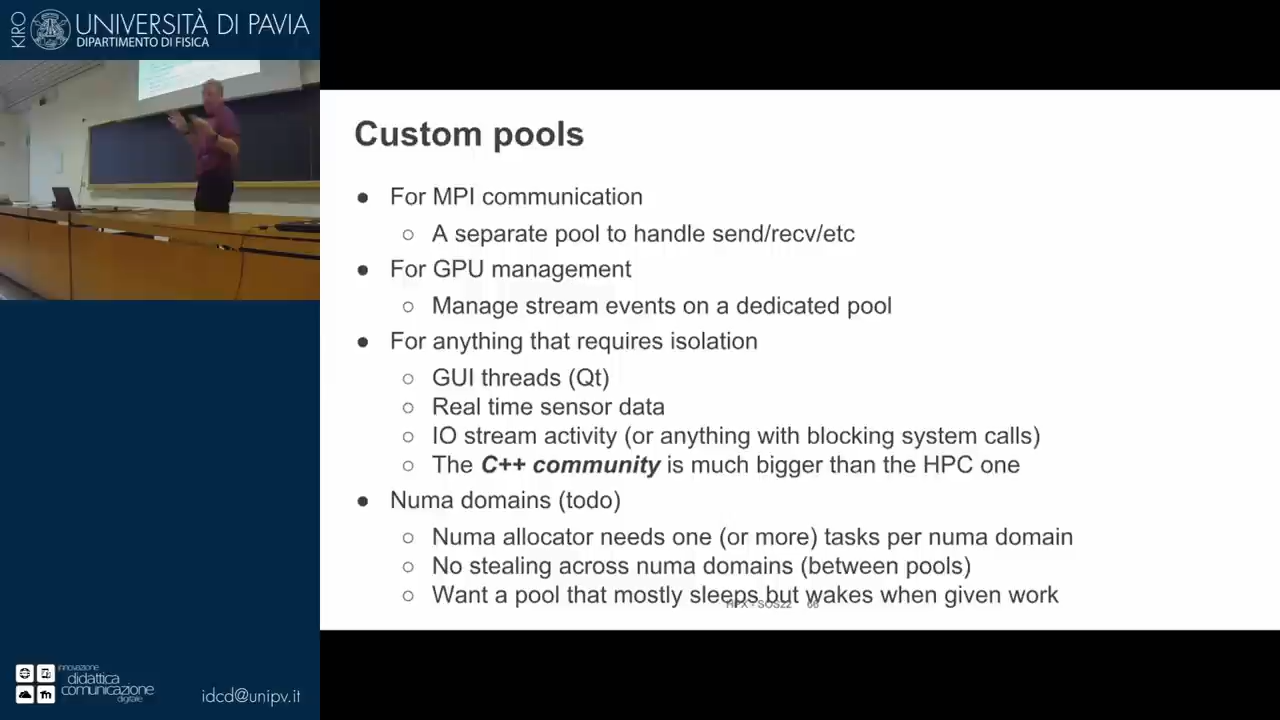 KIRO
UNIVERSITÀ DI PAVIA
DIPARTIMENTO DI FISICA
Custom pools
● For MPI communication
○ A separate pool to handle send/recv/etc
● For GPU management
○ Manage stream events on a dedicated pool
● For anything that requires isolation
○ GUI threads (Qt)
○ Real time sensor data
○ IO stream activity (or anything with blocking system calls)
○ The C++ community is much bigger than the HPC one
● Numa domains (todo)
○ Numa allocator needs one (or more) tasks per numa domain
○ No stealing across numa domains (between pools)
○ Want a pool that mostly sleeps but wakes when given work
HPX - SOS22 66
innovazione
didattica
comunicazione
digitale
idcd@unipv.it